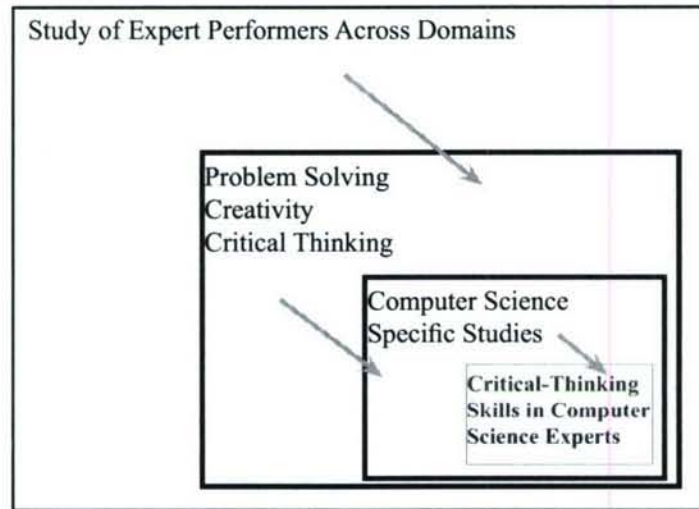 Study of Expert Performers Across Domains
Problem Solving
Creativity
Critical Thinking
Computer Science
Specific Studies
Critical-Thinking
Skills in Computer
Science Experts